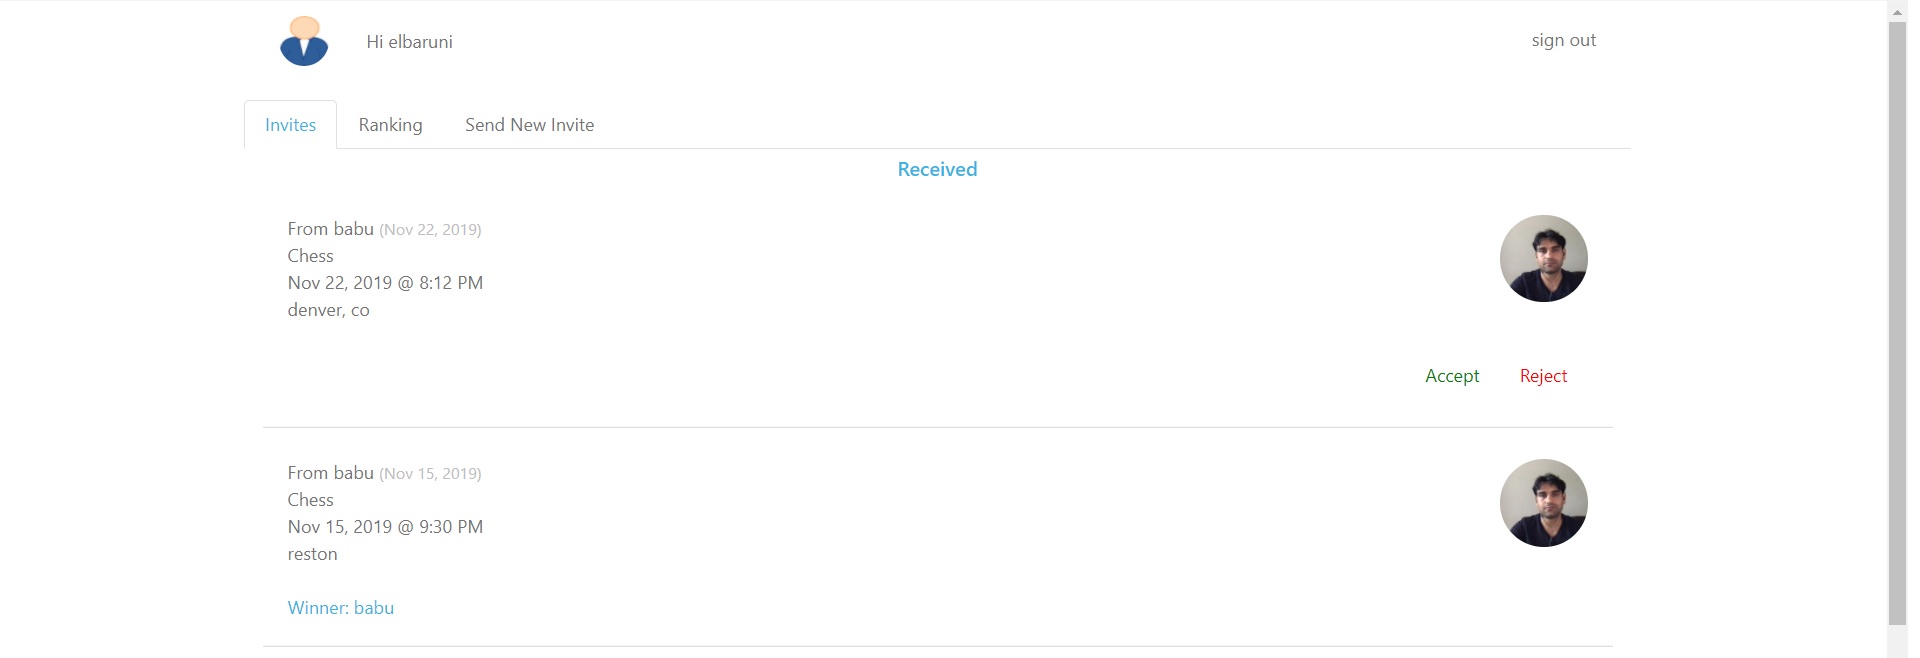 Hi elbaruni
sign out
Invites
Ranking
Send New Invite
Received
From babu (Nov 22, 2019)
Chess
Nov 22, 2019 @ 8:12 PM
denver, co
Accept
Reject
From babu (Nov 15, 2019)
Chess
Nov 15, 2019 @ 9:30 PM
reston
Winner: babu